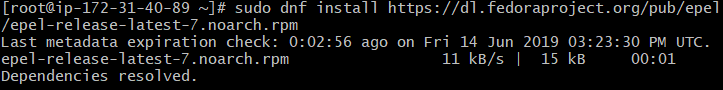 [root@ip-172-31-40-89 ~]# sudo dnf install https://dl.fedoraproject.org/pub/epel
/epel-release-latest-7.noarch.rpm
Last metadata expiration check: 0:02:56 ago on Fri 14 Jun 2019 03:23:30 PM UTC.
epel-release-latest-7.noarch.rpm                 11 kB/s |  15 kB     00:01
Dependencies resolved.